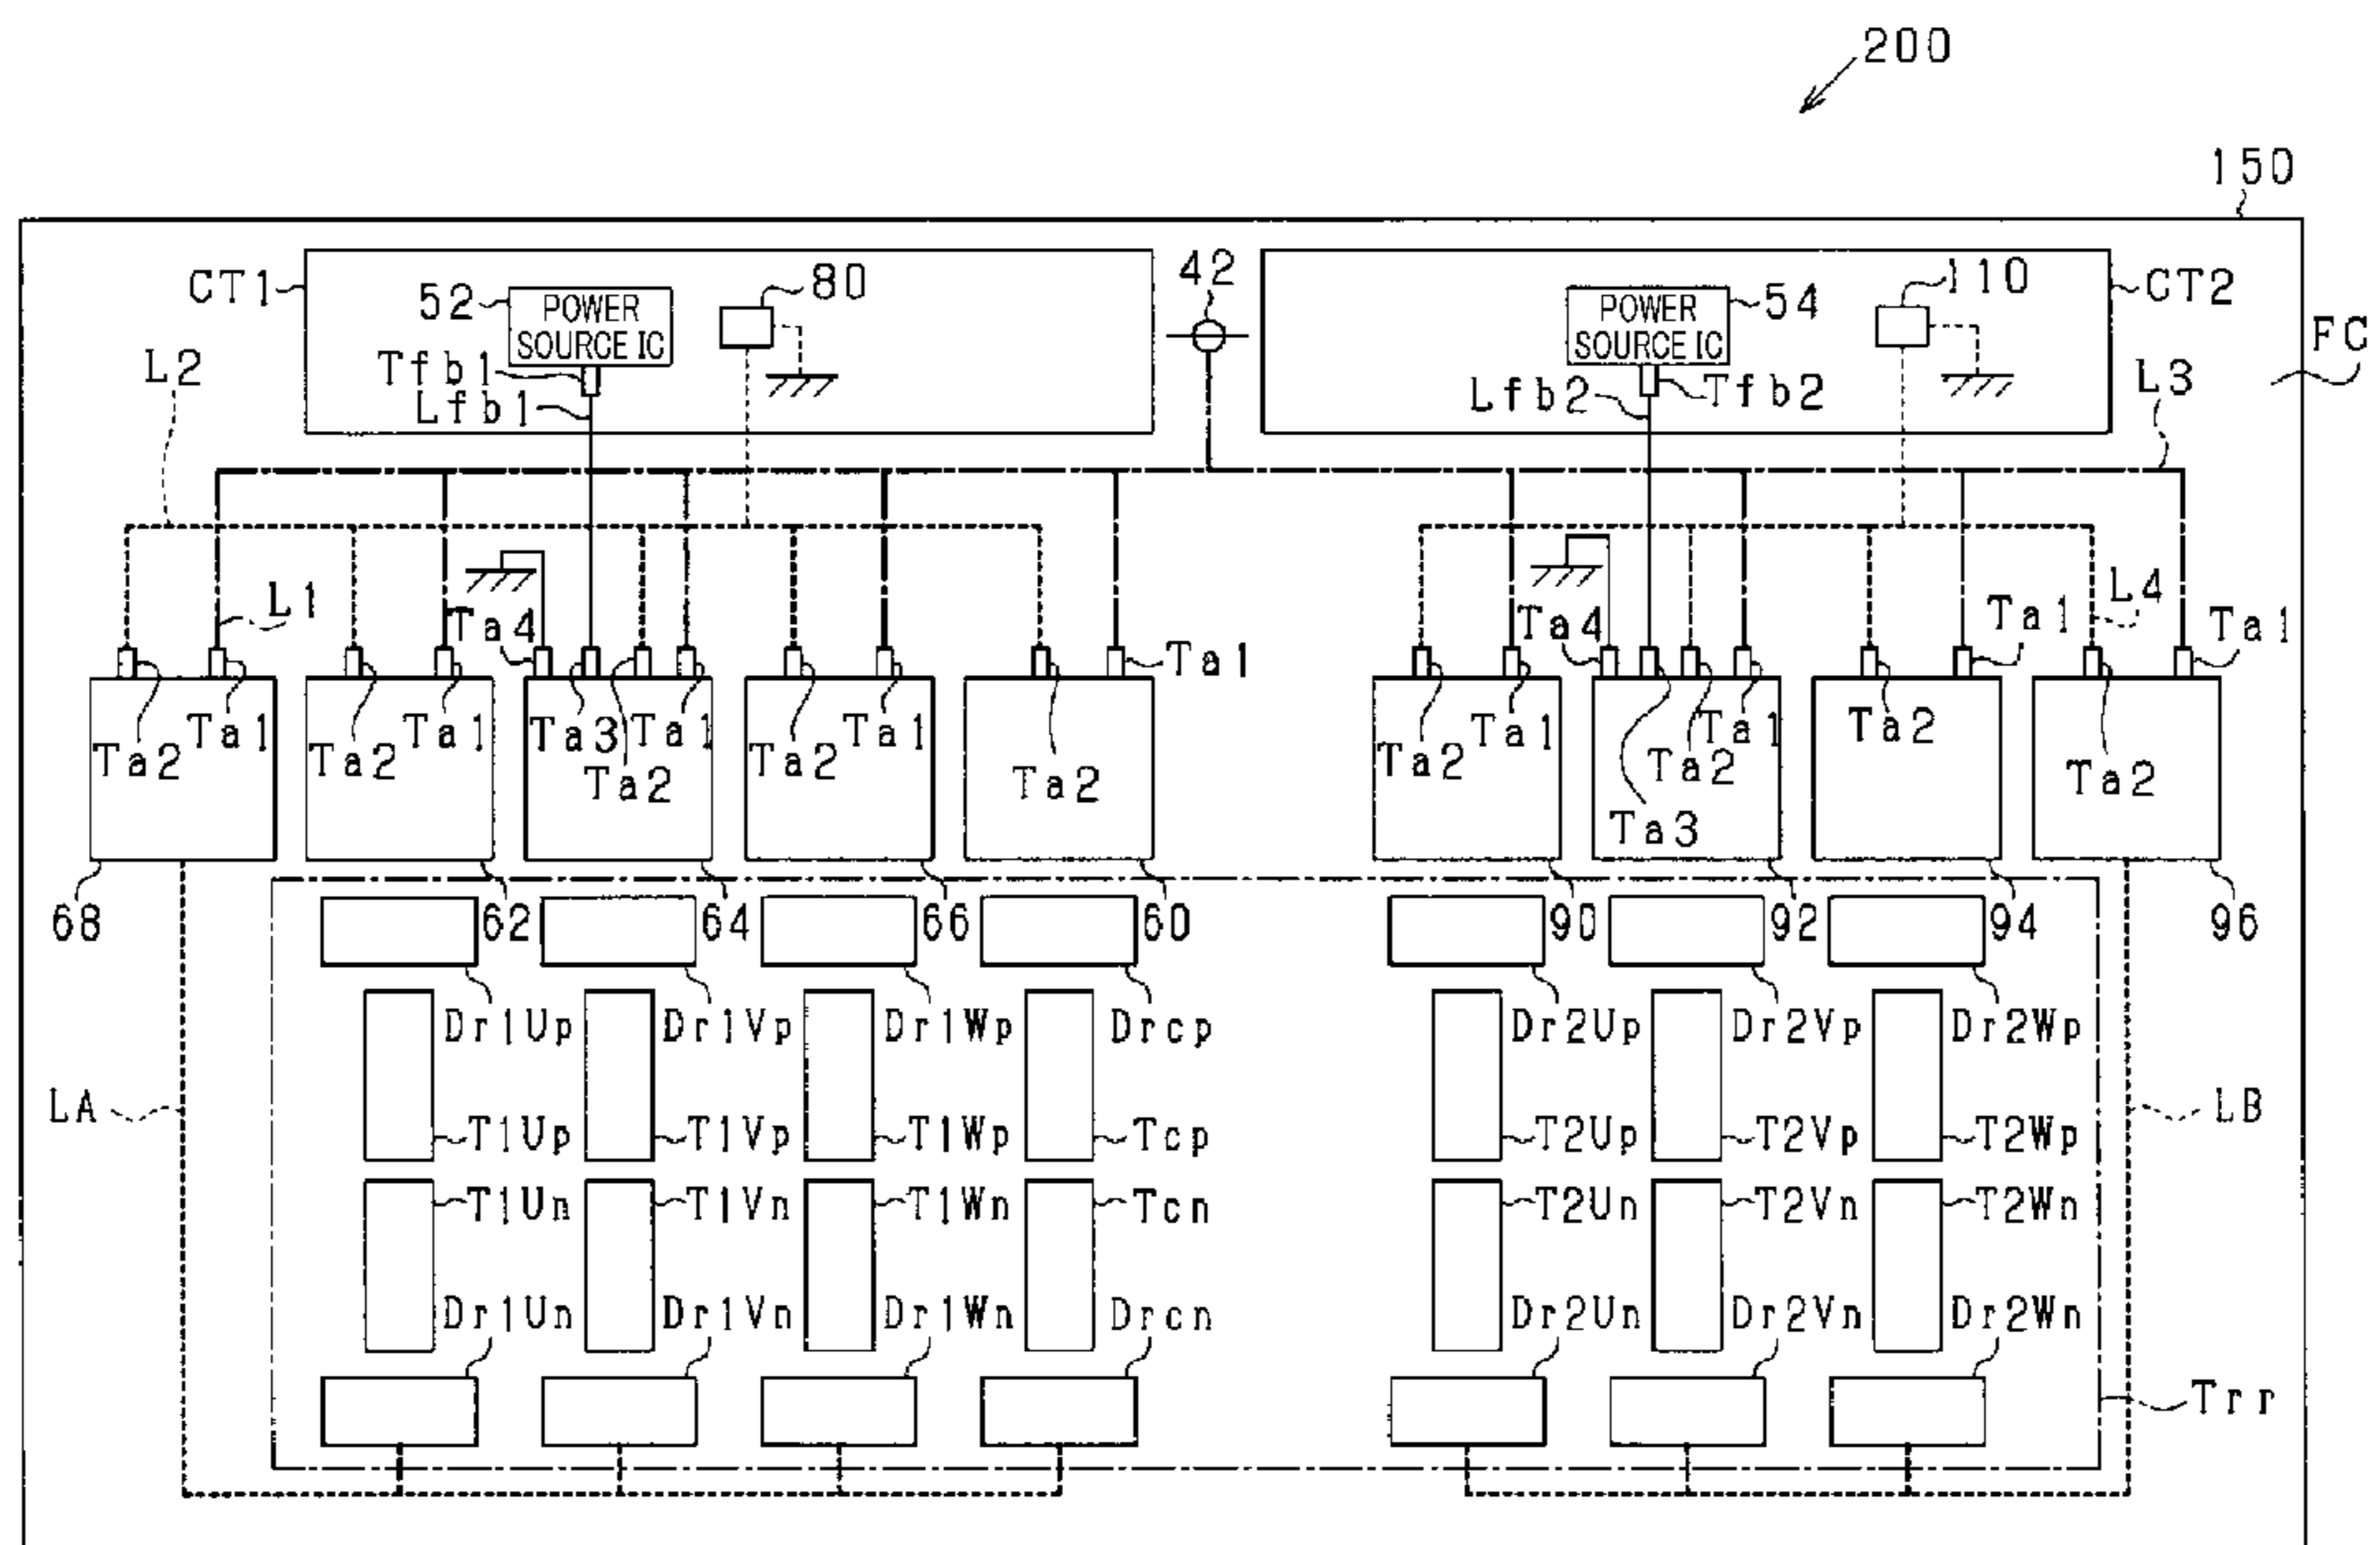 200
150
CT1
52
POWER
SOURCE IC
80
42
POWER
SOURCE IC
54
110
CT2
FC
L2
Tfb1
Lfb1
Lfb2
Tfb2
L3
L1
Ta4
Ta1
Ta4
L4
Ta1
Ta1
Ta2
Ta1
Ta2
Ta1
Ta3
Ta2
Ta1
Ta2
Ta1
Ta2
Ta2
Ta1
Ta3
Ta2
Ta1
Ta2
Ta2
68
62
64
66
60
90
92
94
96
Dr1Up
Dr1Vp
Dr1Wp
Drcp
Dr2Up
Dr2Vp
Dr2Wp
LA
T1Up
T1Vp
T1Wp
Tcp
T2Up
T2Vp
T2Wp
LB
T1Un
T1Vn
T1Wn
Tcn
T2Un
T2Vn
T2Wn
Dr1Un
Dr1Vn
Dr1Wn
Drcn
Dr2Un
Dr2Vn
Dr2Wn
Trr